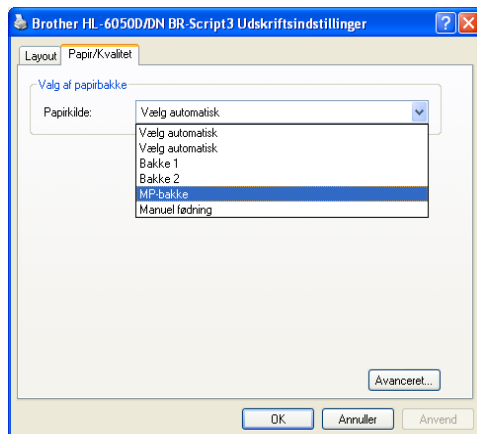 Brother HL-6050D/DN BR-Script3 Udskriftsindstillinger
Layout Papir/Kvalitet
Valg af papirbakke
Papirkilde: Vælg automatisk
Vælg automatisk
Vælg automatisk
Bakke 1
Bakke 2
MP-bakke
Manuel fødning
Avanceret...
OK Annuller Anvend